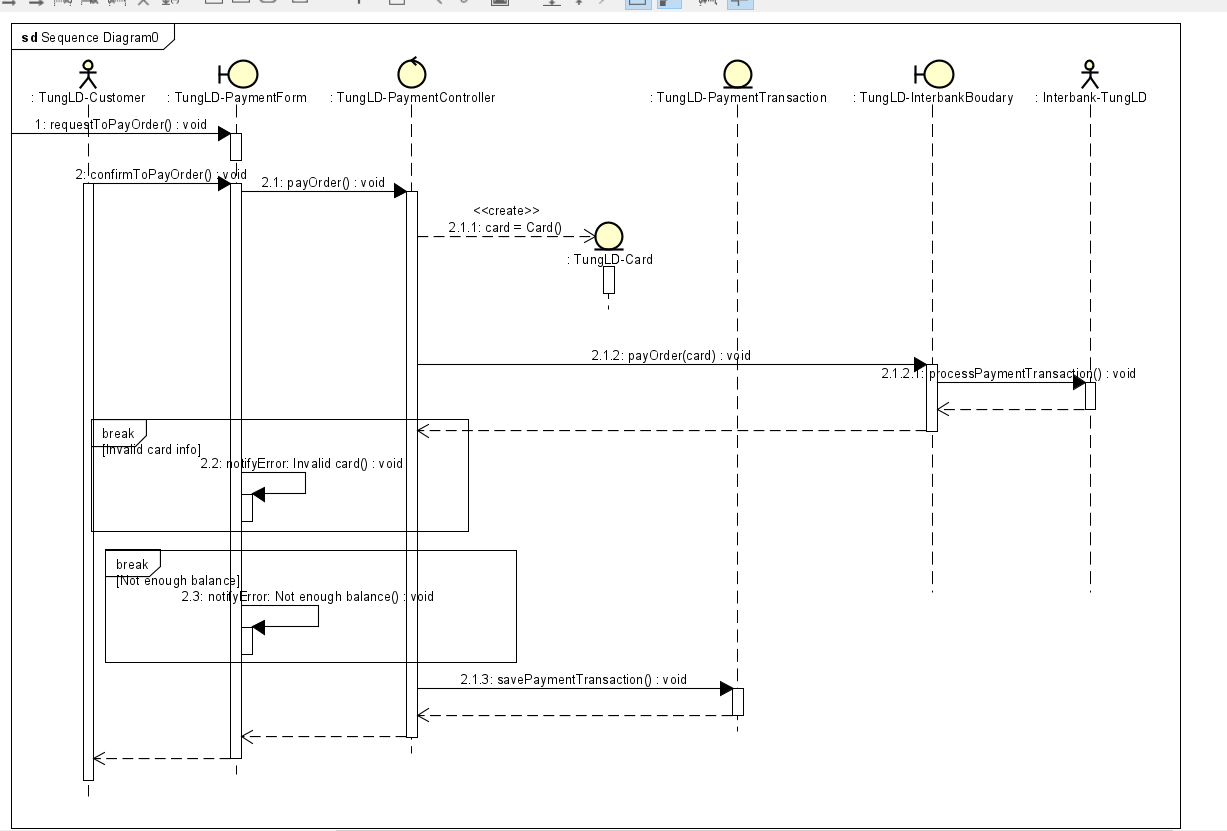 sd Sequence Diagram0
: TungLD-Customer
: TungLD-PaymentForm
: TungLD-PaymentController
: TungLD-PaymentTransaction
: TungLD-InterbankBoudary
: Interbank-TungLD
1: requestToPayOrder() : void
2: confirmToPayOrder() : void
2.1: payOrder() : void
<<create>>
2.1.1: card = Card()
: TungLD-Card
2.1.2: payOrder(card) : void
2.1.2.1: processPaymentTransaction() : void
break
[Invalid card info]
2.2: notifyError: Invalid card() : void
break
[Not enough balance]
2.3: notifyError: Not enough balance() : void
2.1.3: savePaymentTransaction() : void